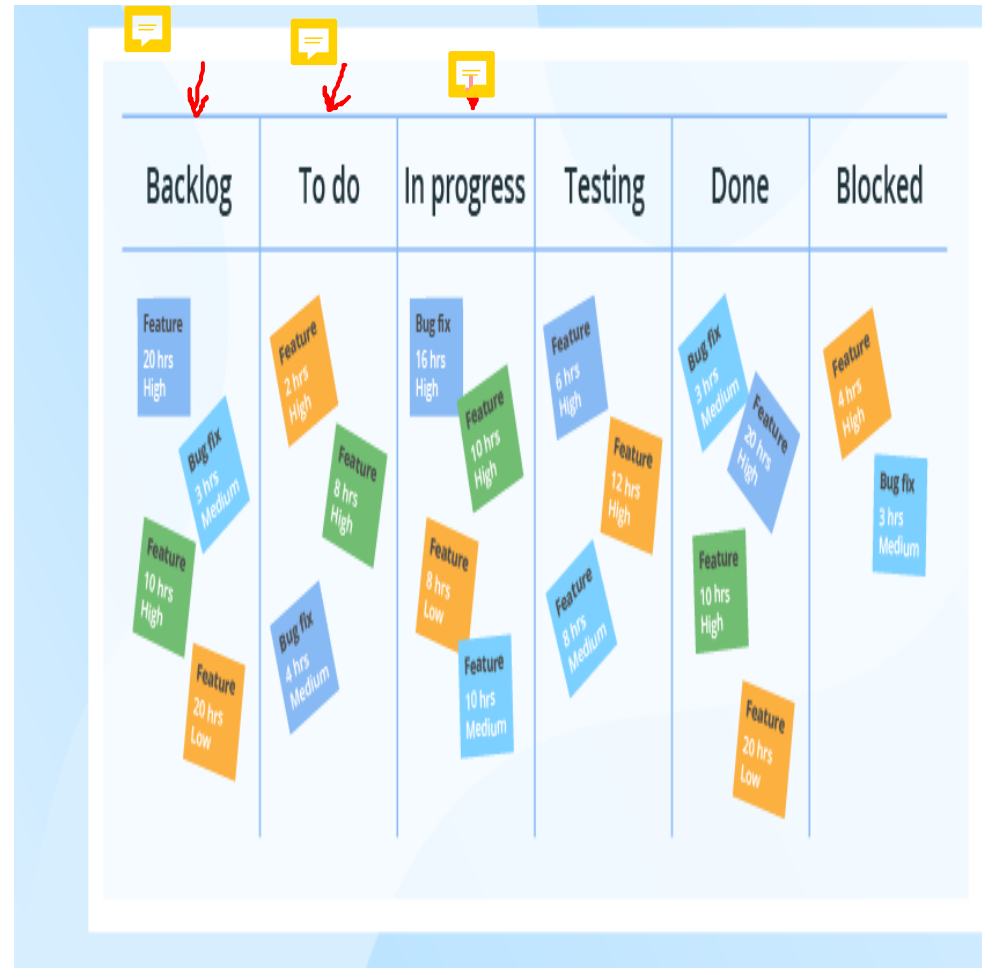 Backlog
To do
In progress
Testing
Done
Blocked
Feature
20 hrs
High
Bug fix
3 hrs
Medium
Feature
10 hrs
High
Feature
20 hrs
Low
Feature
2 hrs
High
Feature
8 hrs
High
Bug fix
4 hrs
Medium
Bug fix
16 hrs
High
Feature
10 hrs
High
Feature
8 hrs
Low
Feature
10 hrs
Medium
Feature
6 hrs
High
Feature
12 hrs
High
Feature
8 hrs
Medium
Bug fix
3 hrs
Medium
Feature
20 hrs
High
Feature
10 hrs
High
Feature
20 hrs
Low
Feature
4 hrs
High
Bug fix
3 hrs
Medium